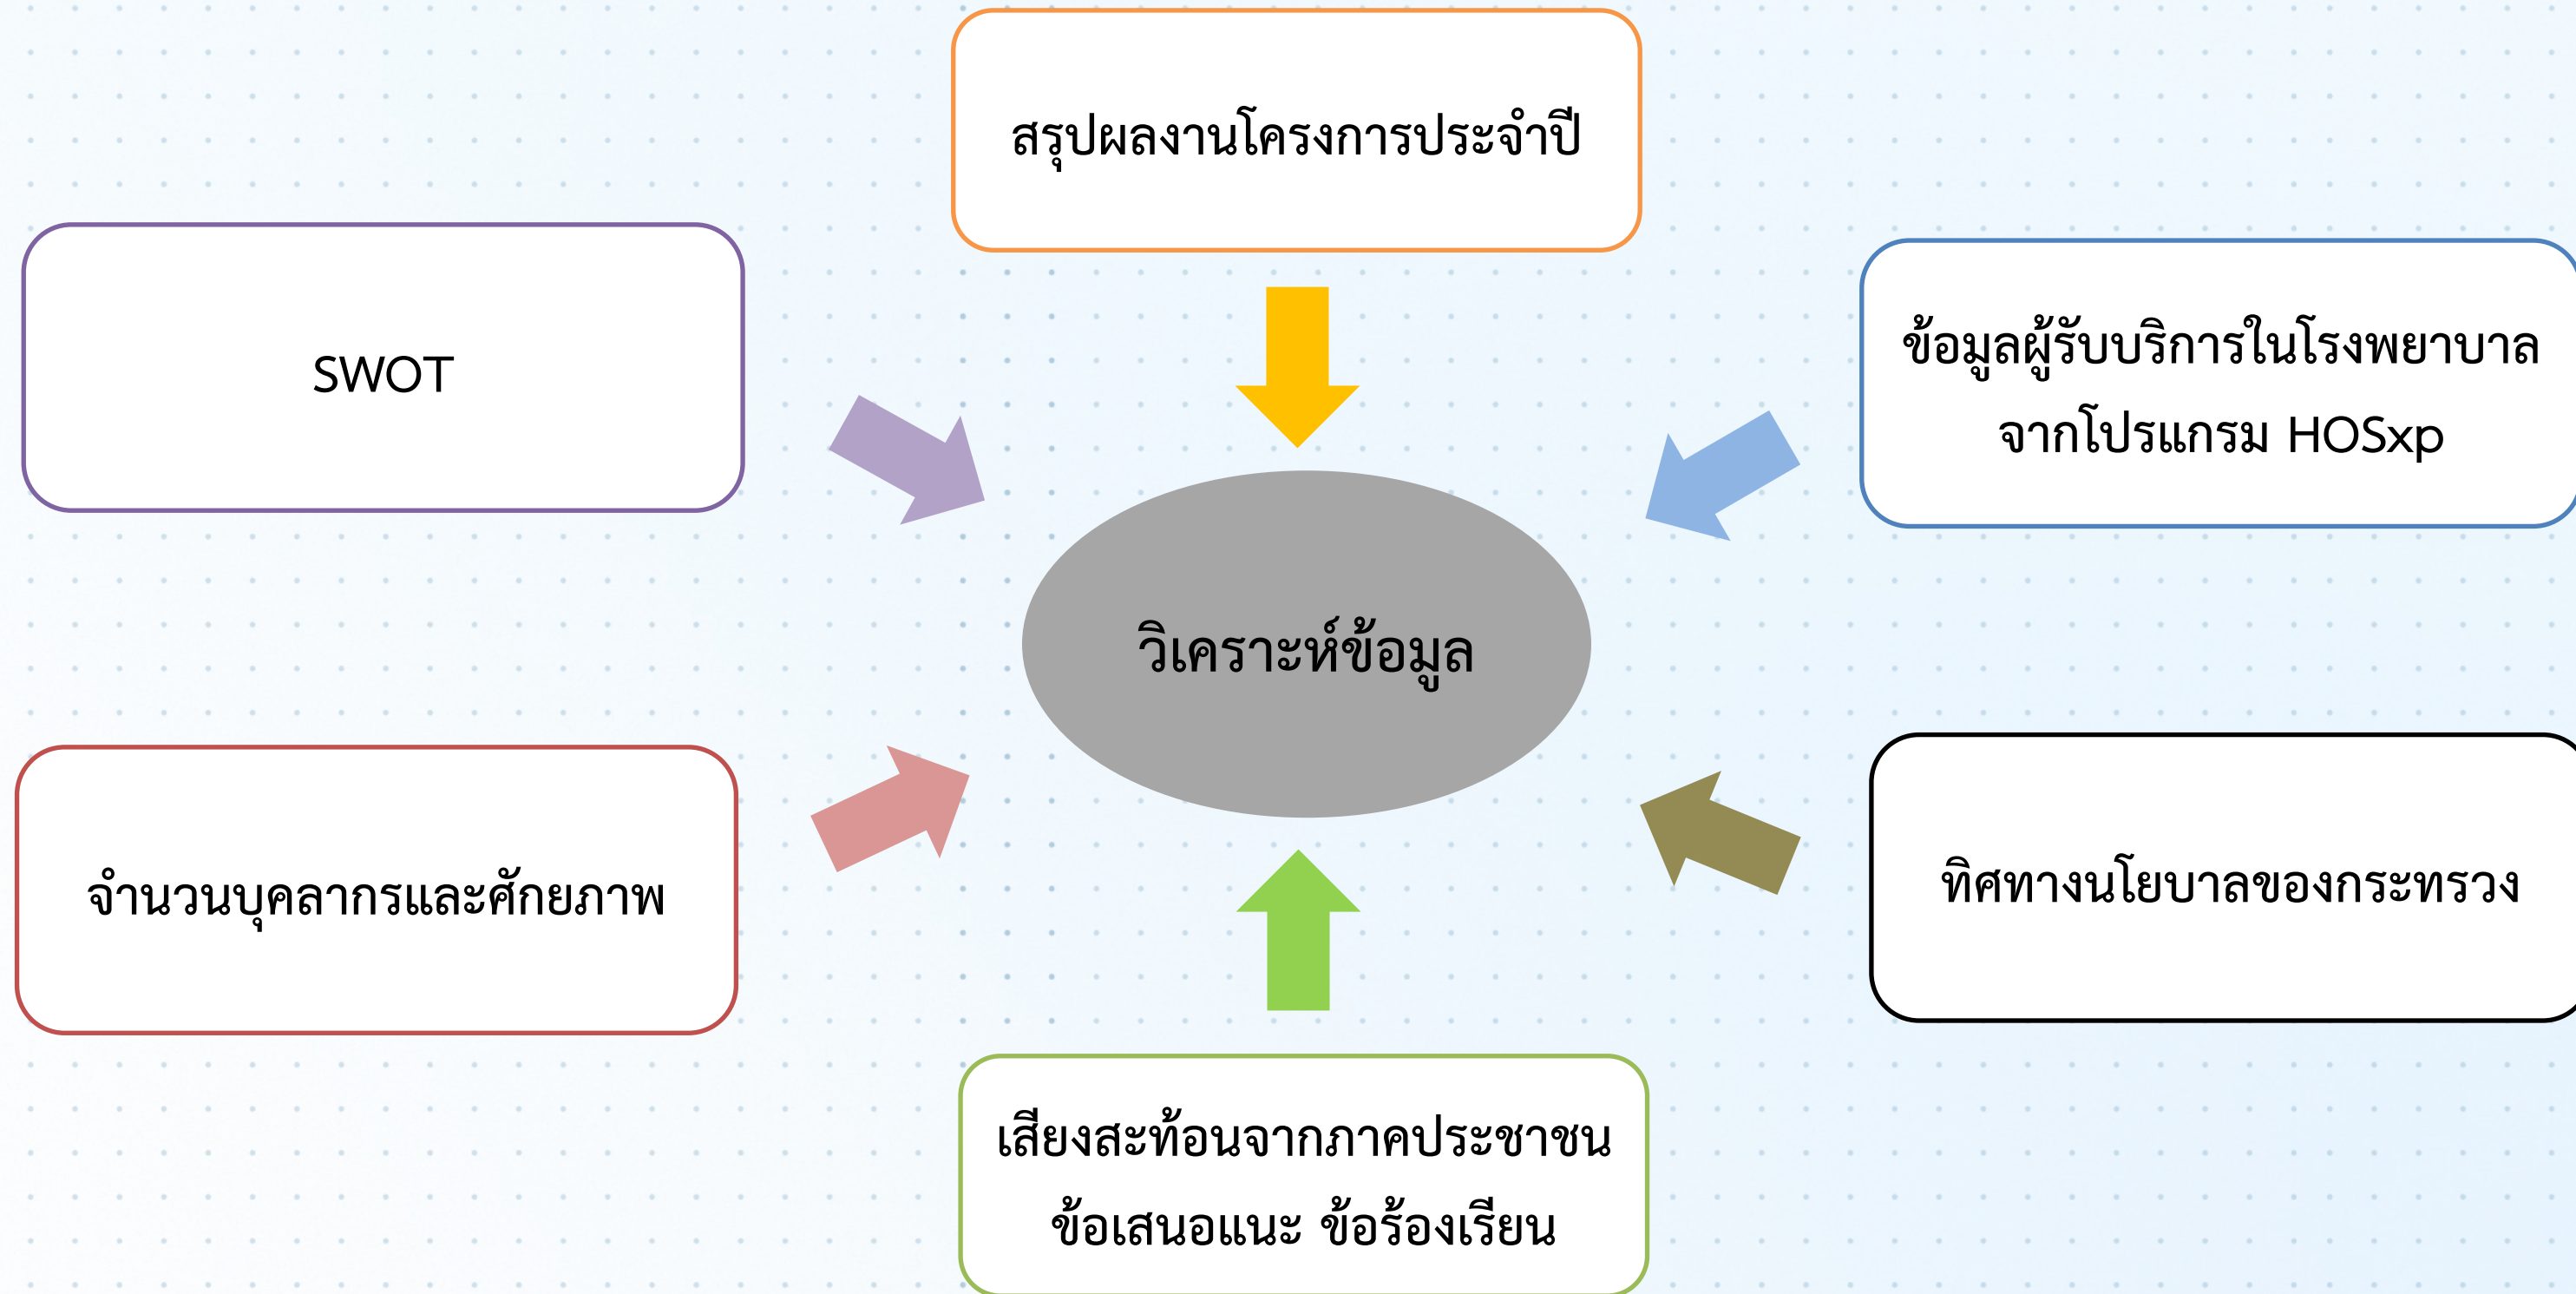 สรุปผลงานโครงการประจำปี
SWOT
ข้อมูลผู้รับบริการในโรงพยาบาล
จากโปรแกรม HOSxp
วิเคราะห์ข้อมูล
จำนวนบุคลากรและศักยภาพ
ทิศทางนโยบาลของกระทรวง
เสียงสะท้อนจากภาคประชาชน
ข้อเสนอแนะ ข้อร้องเรียน